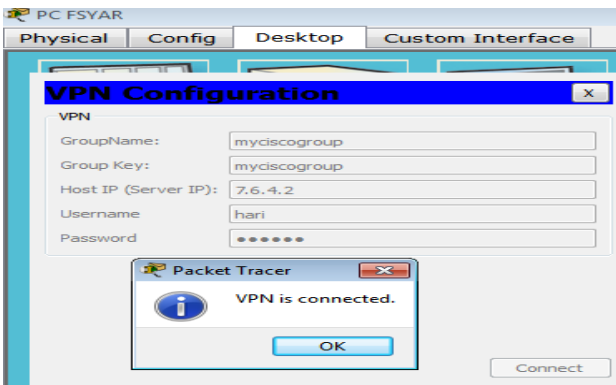 PC FSYAR
Physical Config Desktop Custom Interface
VPN Configuration X
VPN
GroupName: myciscogroup
Group Key: myciscogroup
Host IP (Server IP): 7.6.4.2
Username hari
Password ●●●●●●
Packet Tracer
VPN is connected.
OK
Connect